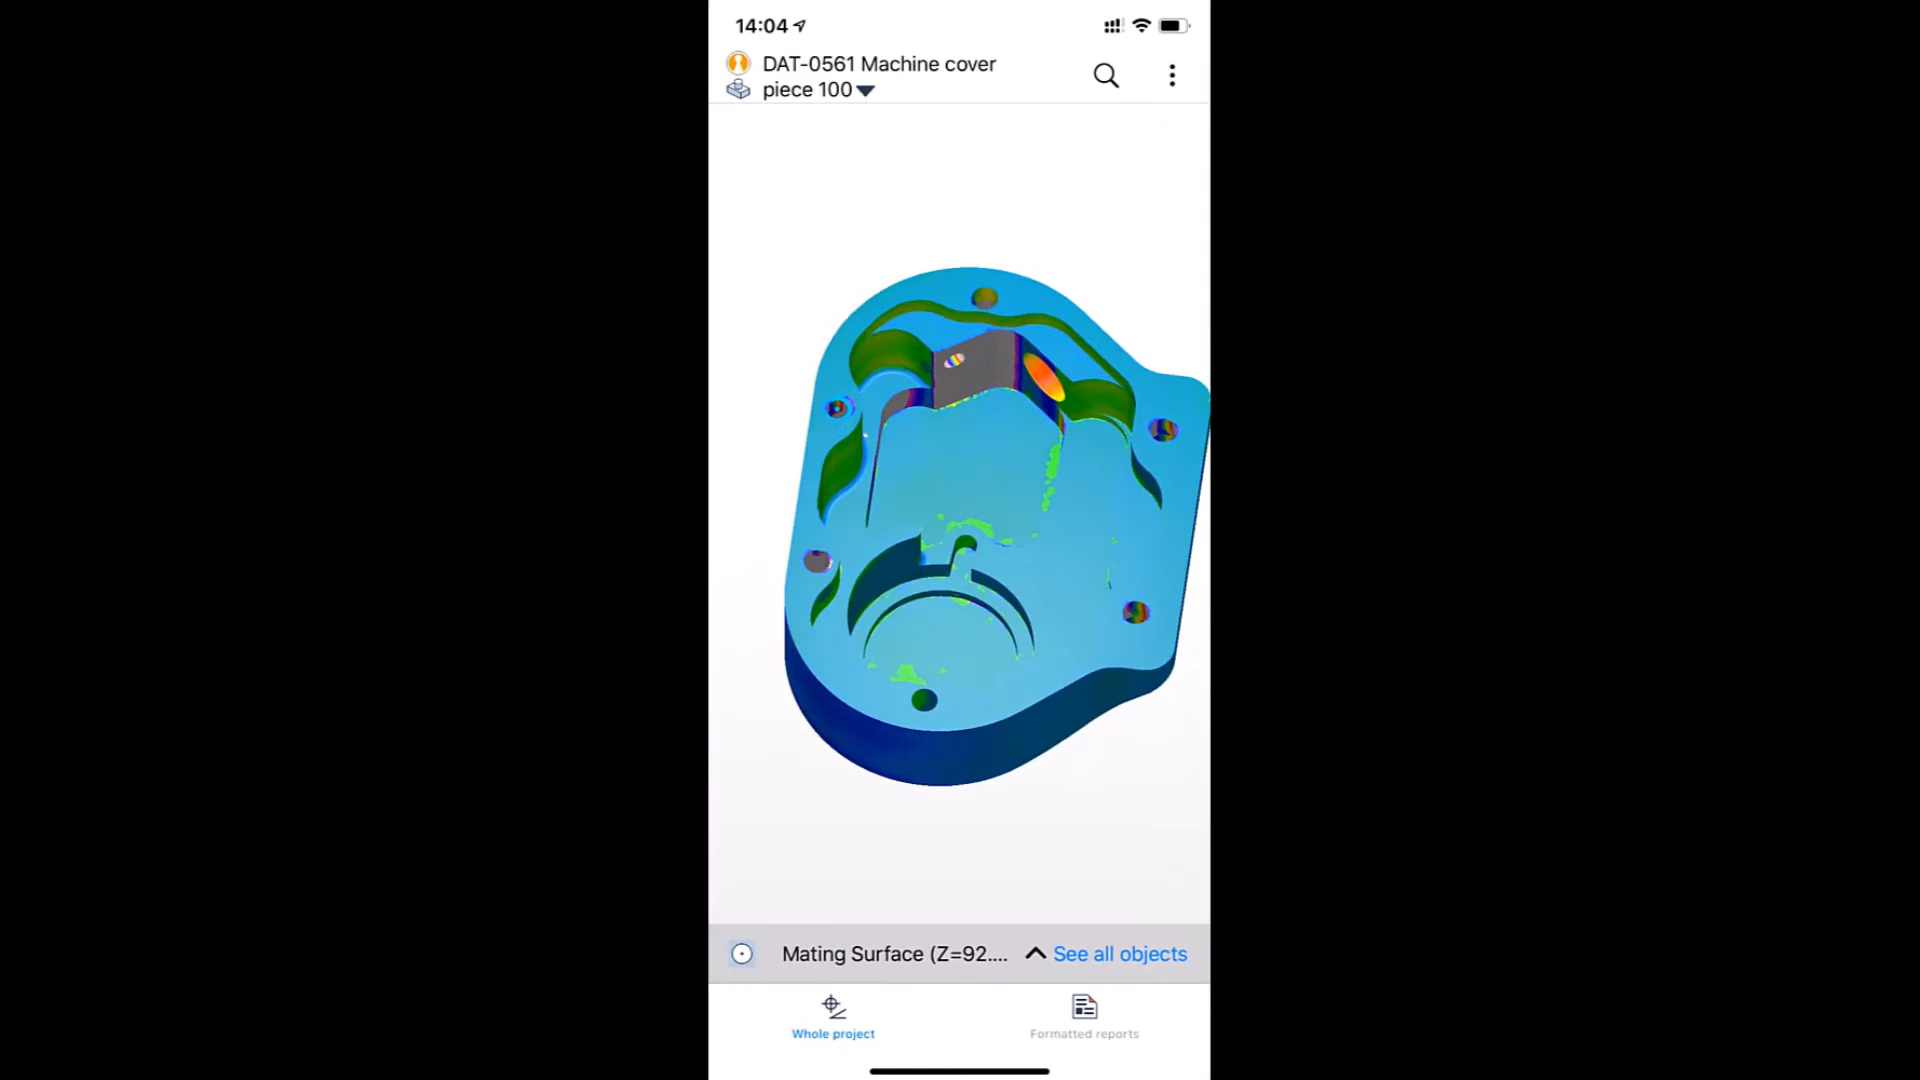 14:04
DAT-0561 Machine cover
piece 100
Mating Surface (Z=92....
See all objects
Whole project
Formatted reports